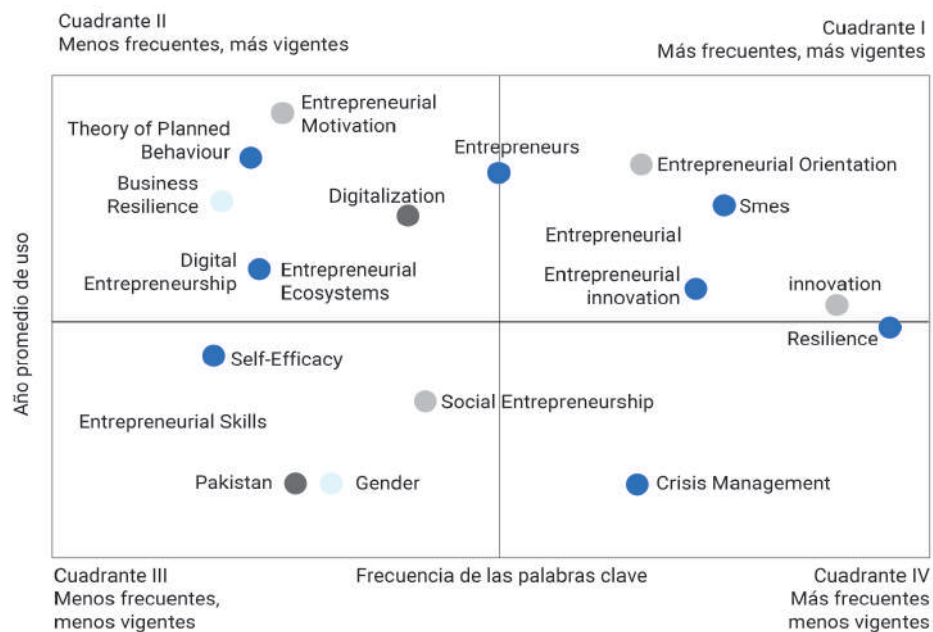 Cuadrante II
Menos frecuentes, más vigentes
Cuadrante I
Más frecuentes, más vigentes
Entrepreneurial
Motivation
Theory of Planned
Behaviour
Entrepreneurs
Entrepreneurial Orientation
Business
Resilience
Digitalization
Smes
Entrepreneurial
Digital
Entrepreneurship
Entrepreneurial
Ecosystems
Entrepreneurial
innovation
innovation
Resilience
Año promedio de uso
Self-Efficacy
Social Entrepreneurship
Entrepreneurial Skills
Pakistan
Gender
Crisis Management
Cuadrante III
Menos frecuentes,
menos vigentes
Frecuencia de las palabras clave
Cuadrante IV
Más frecuentes
menos vigentes